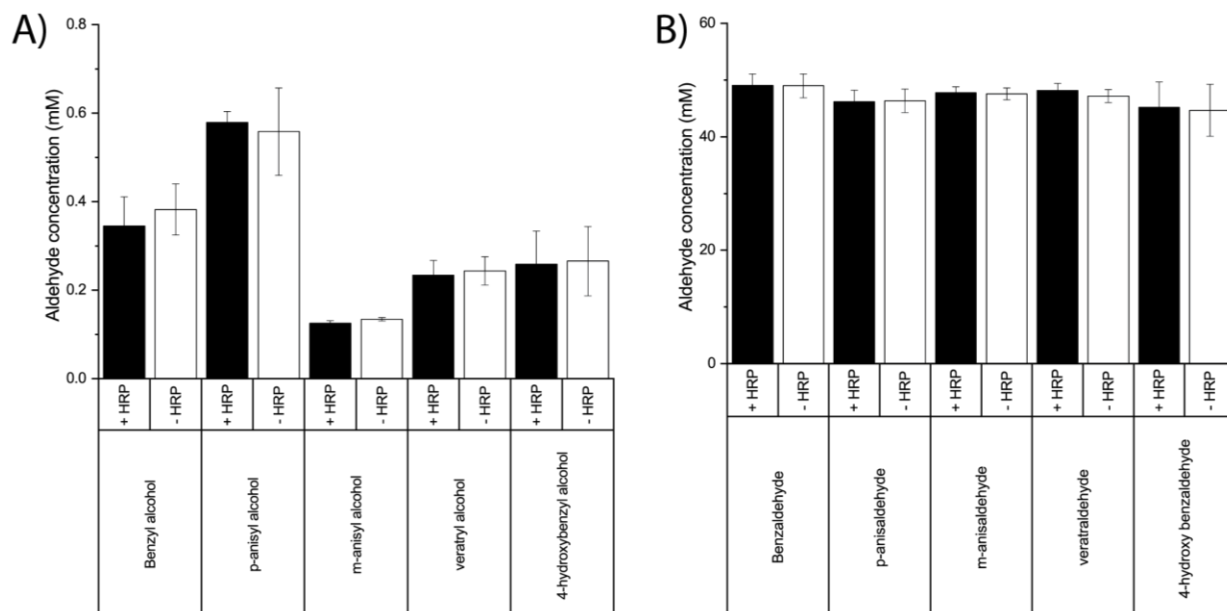 A)
Aldehyde concentration (mM)
0.8
0.6
0.4
0.2
0.0
+ HRP
- HRP
+ HRP
- HRP
+ HRP
- HRP
+ HRP
- HRP
+ HRP
- HRP
Benzyl alcohol
p-anisyl alcohol
m-anisyl alcohol
veratryl alcohol
4-hydroxybenzyl alcohol
B)
Aldehyde concentration (mM)
60
40
20
0
+ HRP
- HRP
+ HRP
- HRP
+ HRP
- HRP
+ HRP
- HRP
+ HRP
- HRP
Benzaldehyde
p-anisaldehyde
m-anisaldehyde
veratraldehyde
4-hydroxy benzaldehyde